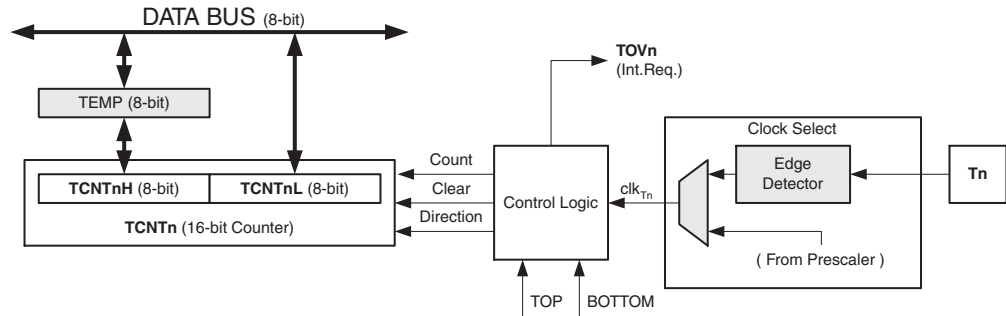 DATA BUS (8-bit)
TEMP (8-bit)
TCNTnH (8-bit) TCNTnL (8-bit)
TCNTn (16-bit Counter)
Count
Clear
Direction
Control Logic
TOVn
(Int.Req.)
TOP
BOTTOM
clkTn
Clock Select
Edge
Detector
( From Prescaler )
Tn